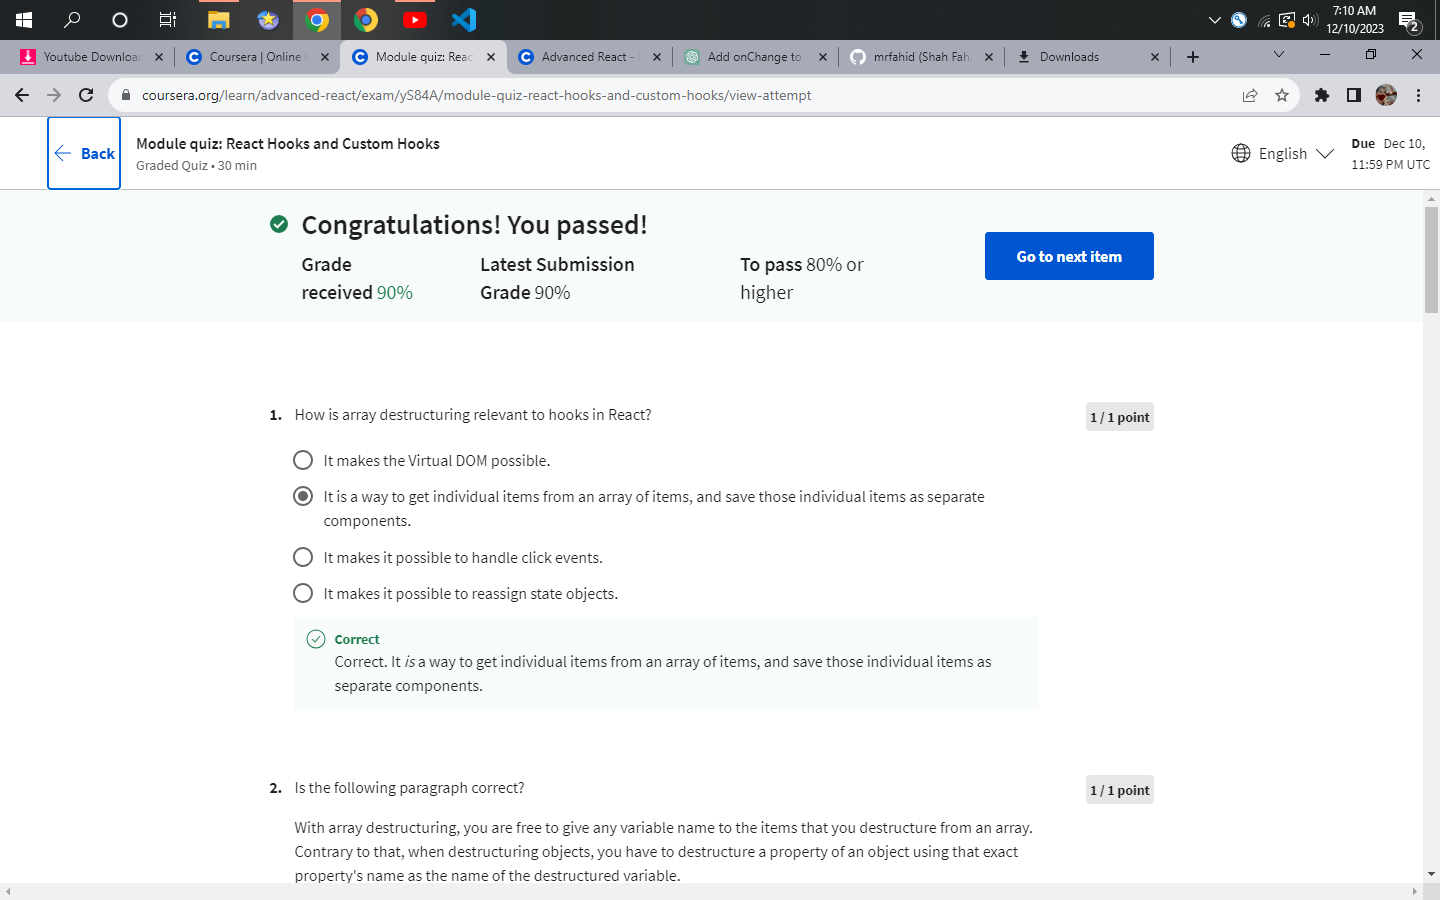 7:10 AM
12/10/2023
2
Youtube Downloa
Coursera | Online
Module quiz: Reac
Advanced React -
Add onChange to
mrfahid (Shah Fah
Downloads
coursera.org/learn/advanced-react/exam/yS84A/module-quiz-react-hooks-and-custom-hooks/view-attempt
Back
Module quiz: React Hooks and Custom Hooks
Graded Quiz • 30 min
English
Due Dec 10,
11:59 PM UTC
Congratulations! You passed!
Grade
received 90%
Latest Submission
Grade 90%
To pass 80% or
higher
Go to next item
1. How is array destructuring relevant to hooks in React?
1 / 1 point
It makes the Virtual DOM possible.
It is a way to get individual items from an array of items, and save those individual items as separate
components.
It makes it possible to handle click events.
It makes it possible to reassign state objects.
Correct
Correct. It is a way to get individual items from an array of items, and save those individual items as
separate components.
2. Is the following paragraph correct?
1 / 1 point
With array destructuring, you are free to give any variable name to the items that you destructure from an array.
Contrary to that, when destructuring objects, you have to destructure a property of an object using that exact
property's name as the name of the destructured variable.